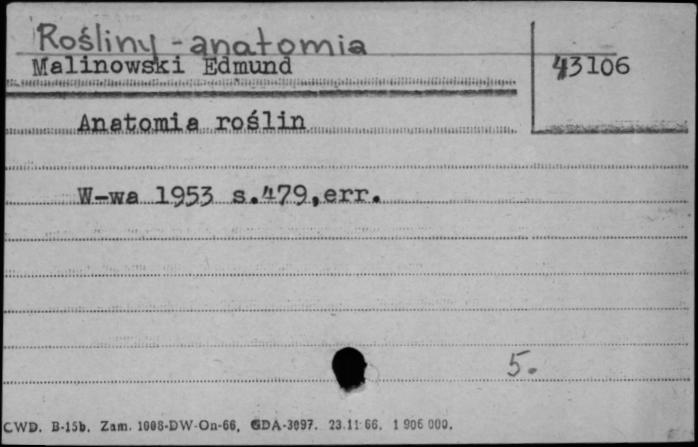 Rośliny - anatomia
Malinowski Edmund 43106
Anatomia roślin
W-wa 1953 s.479,err.
5.
CWD. B-15b. Zam. 1008-DW-On-66. GDA-3097. 23.11.66. 1 906 000.